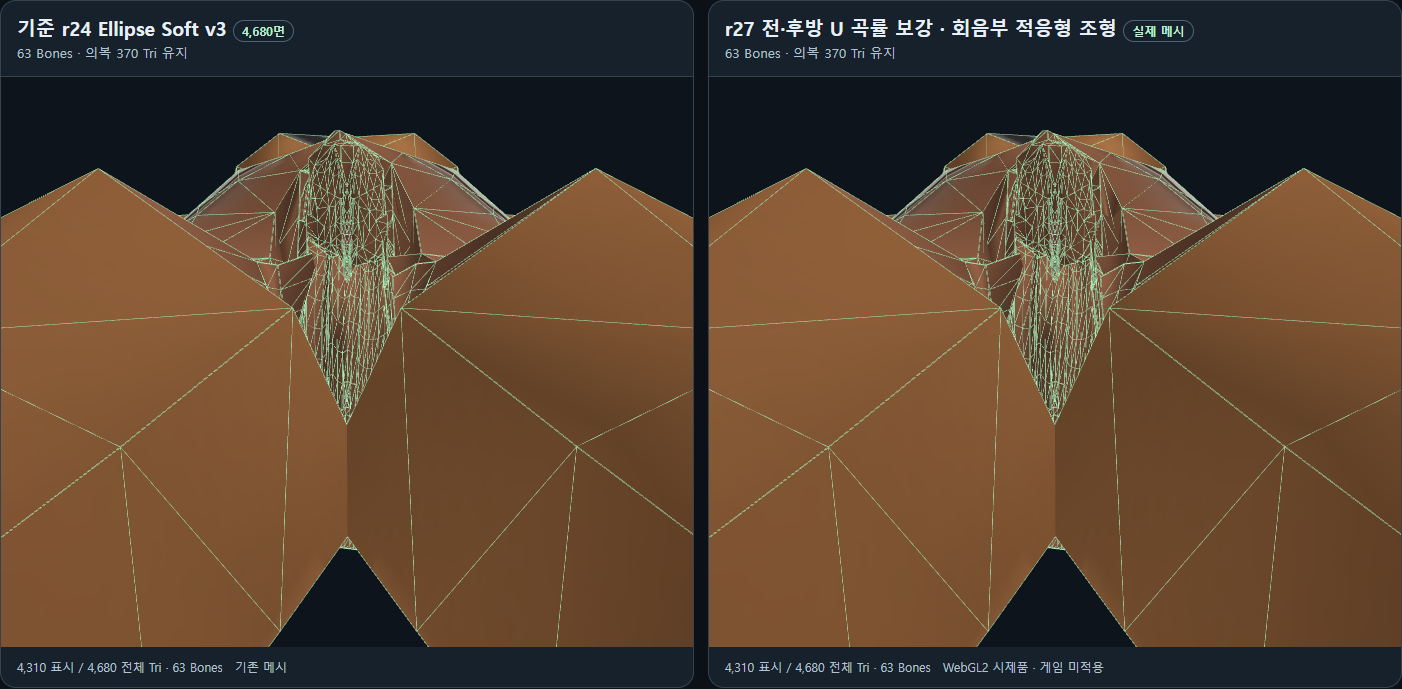 기준 r24 Ellipse Soft v3 4,680면
63 Bones · 의복 370 Tri 유지
4,310 표시 / 4,680 전체 Tri · 63 Bones 기존 메시
r27 전·후방 U 곡률 보강 · 회음부 적응형 조형 실제 메시
63 Bones · 의복 370 Tri 유지
4,310 표시 / 4,680 전체 Tri · 63 Bones WebGL2 시제품 · 게임 미적용